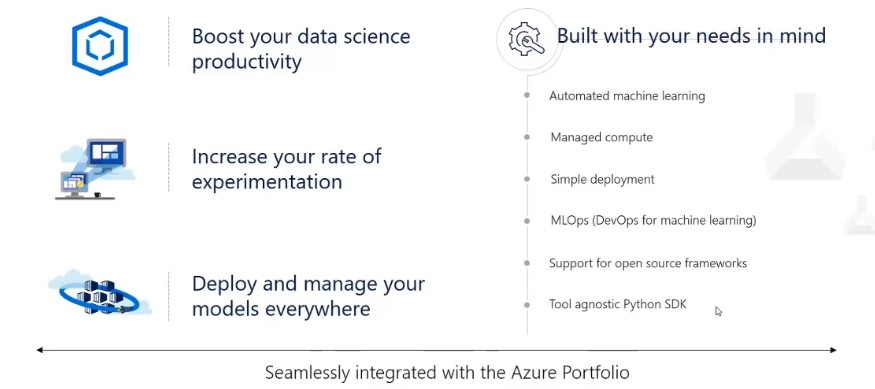 Boost your data science
productivity
Increase your rate of
experimentation
Deploy and manage your
models everywhere
Built with your needs in mind
Automated machine learning
Managed compute
Simple deployment
MLOps (DevOps for machine learning)
Support for open source frameworks
Tool agnostic Python SDK
Seamlessly integrated with the Azure Portfolio